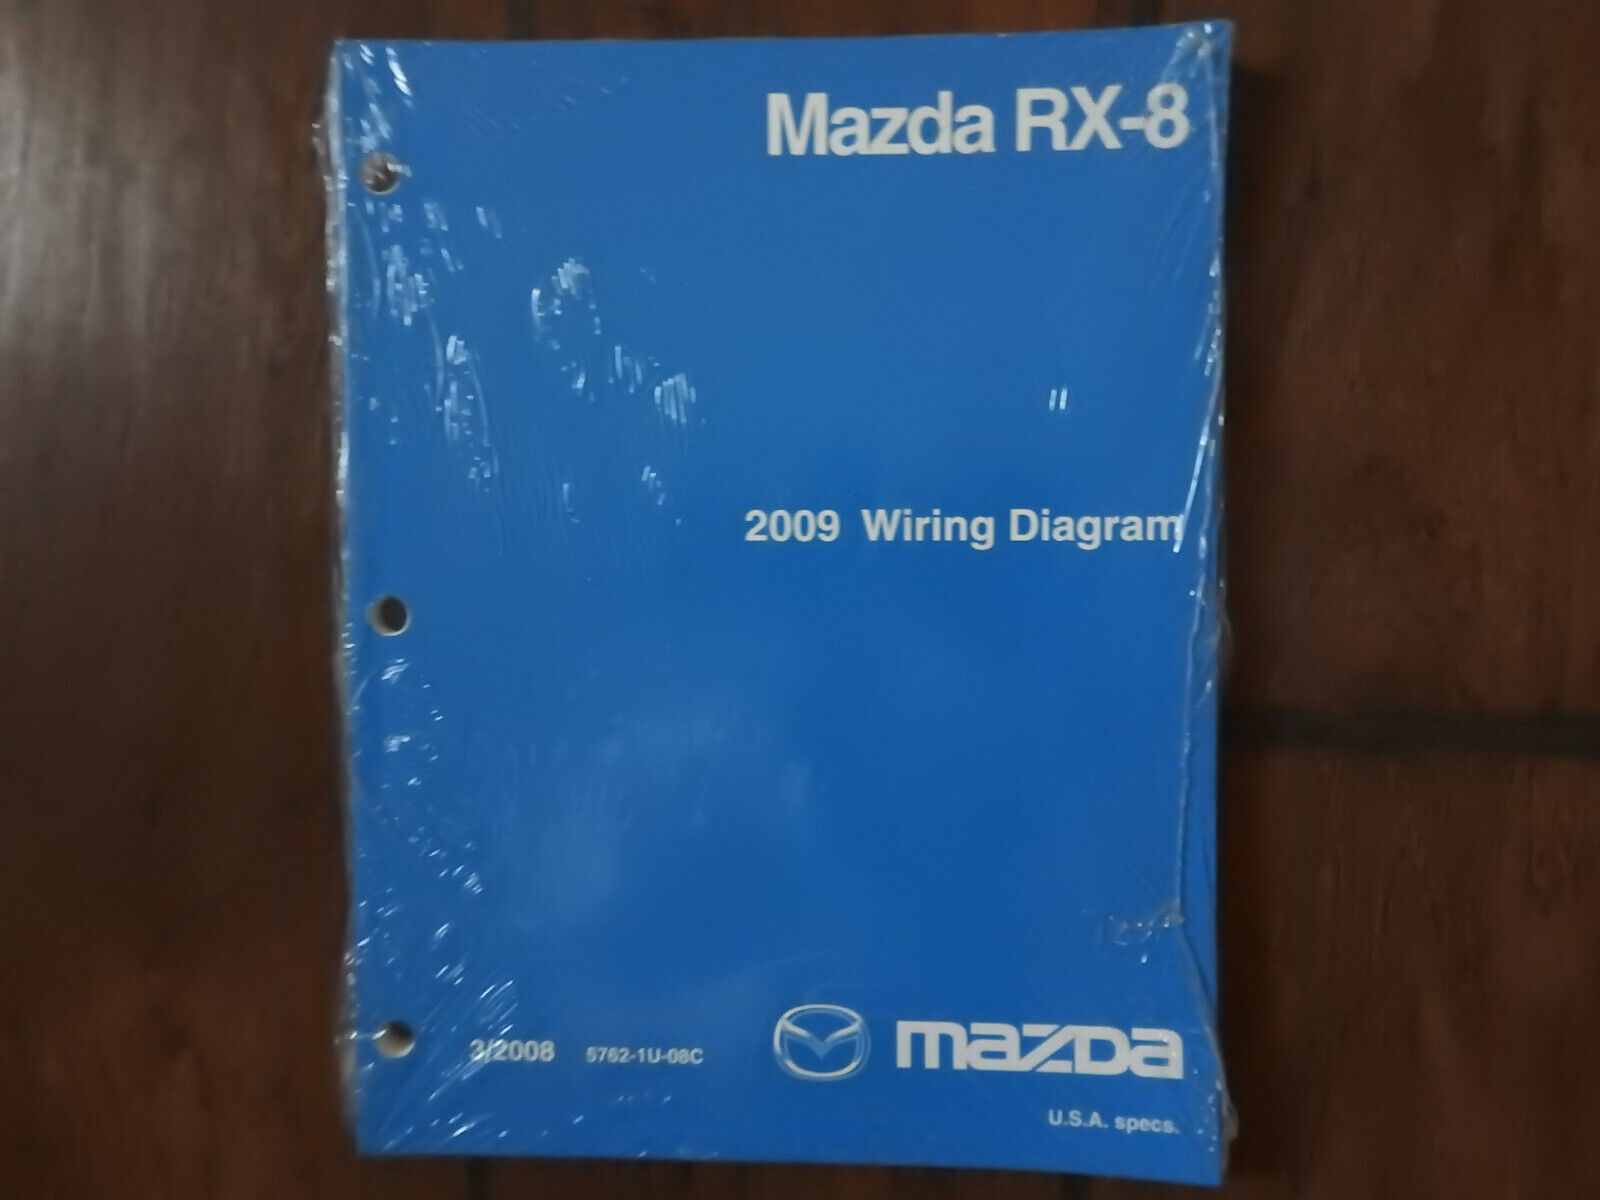 Mazda RX-8
2009 Wiring Diagram
3/2008 5762-1U-08C
mazda
U.S.A. specs.